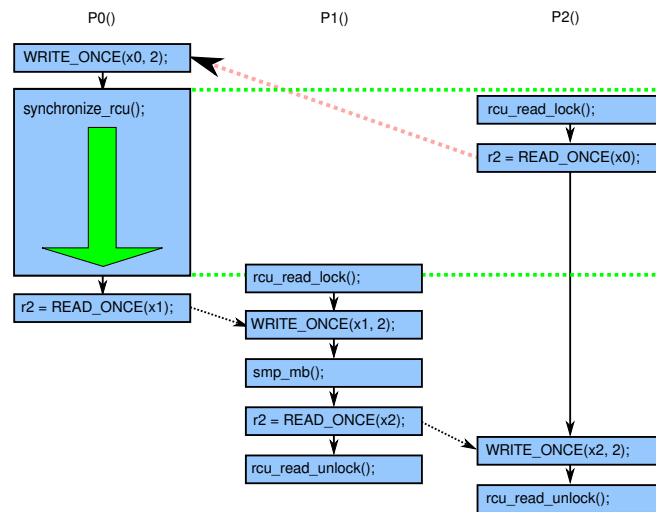 P0()
P1()
P2()
WRITE_ONCE(x0, 2);
synchronize_rcu();
rcu_read_lock();
r2 = READ_ONCE(x0);
rcu_read_lock();
r2 = READ_ONCE(x1);
WRITE_ONCE(x1, 2);
smp_mb();
r2 = READ_ONCE(x2);
WRITE_ONCE(x2, 2);
rcu_read_unlock();
rcu_read_unlock();